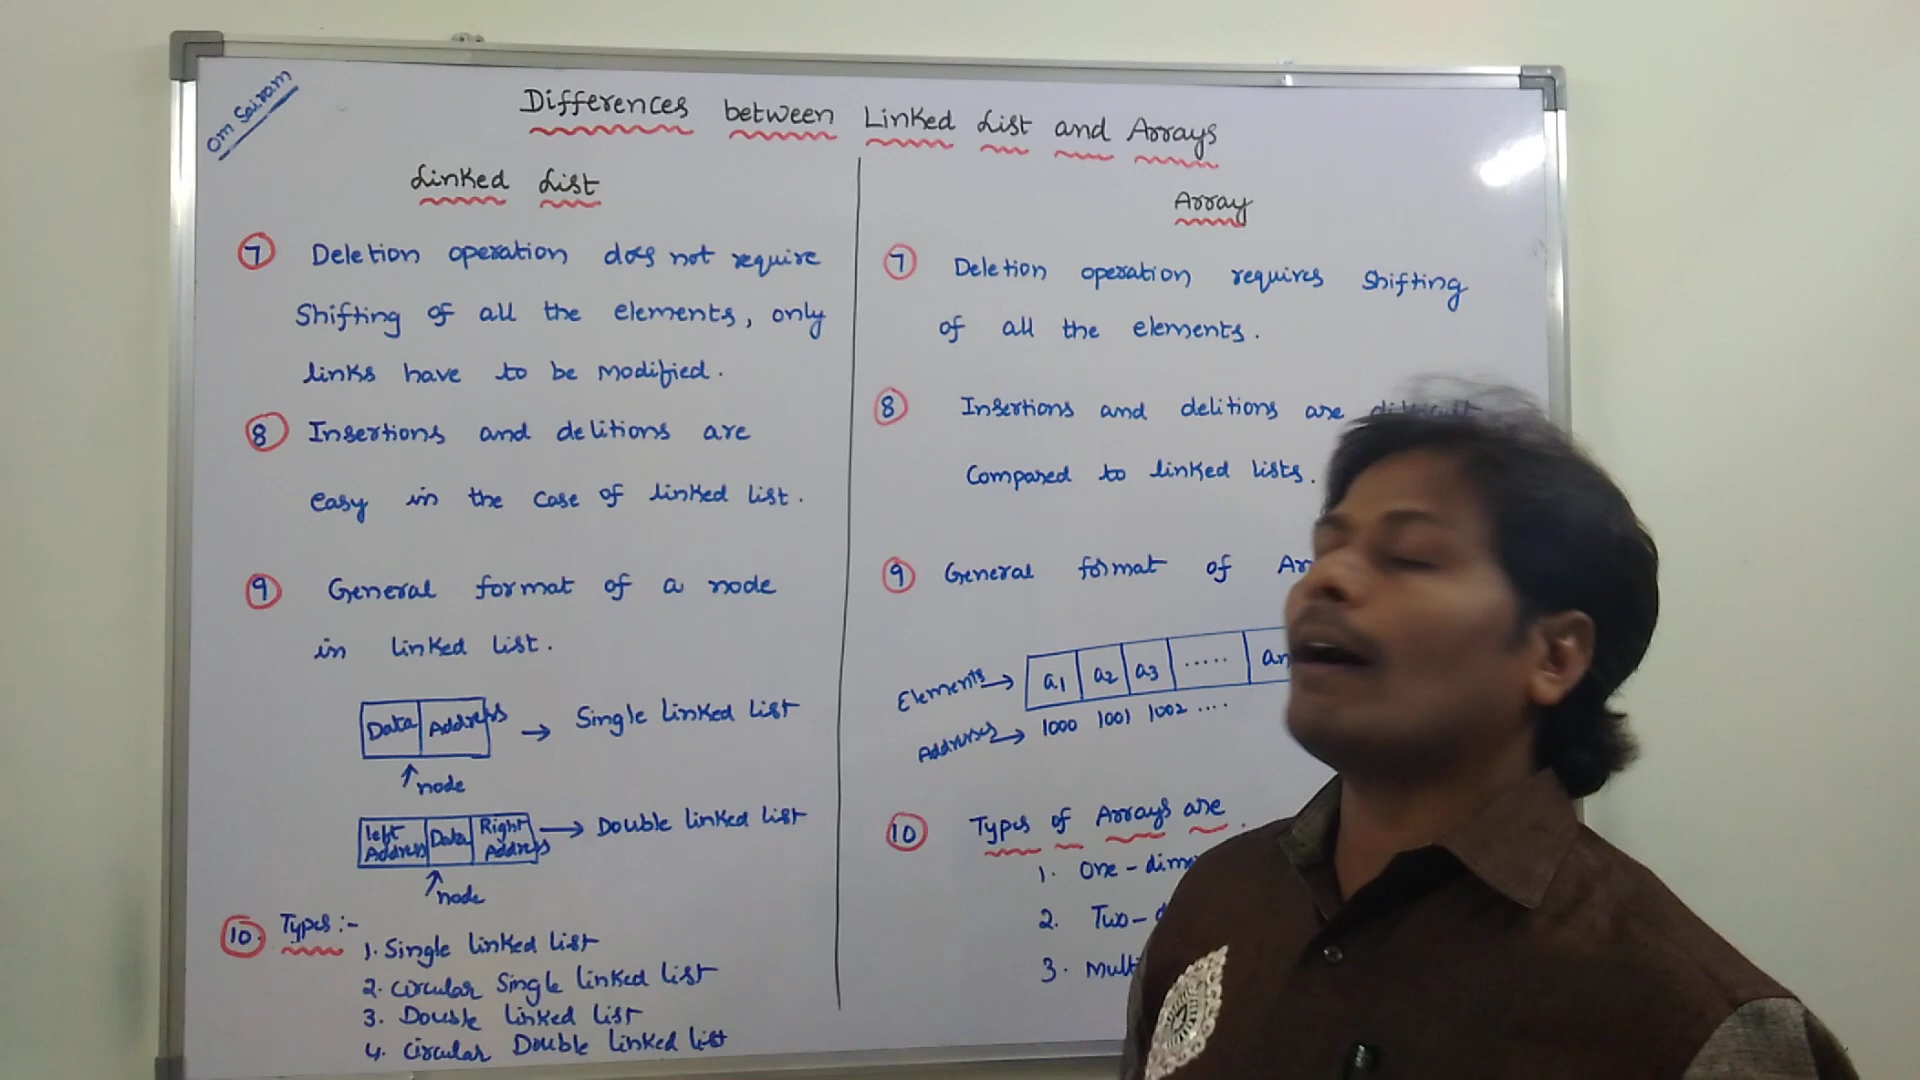 Om Sairam
Differences between Linked List and Arrays
Linked List
7 Deletion operation does not require
Shifting of all the elements, only
links have to be modified.
8 Insertions and delitions are
easy in the case of linked list.
9 General format of a node
in linked list.
Data Address → Single linked list
↑ node
left Address Data Right Address → Double linked list
↑ node
10. Types :-
1. Single linked list
2. circular Single linked list
3. Double linked list
4. Circular Double linked list
Array
7 Deletion operation requires Shifting
of all the elements.
8 Insertions and delitions are difficult
Compared to linked lists.
9 General format of
Elements → a1 a2 a3 ..... an
Addresses → 1000 1001 1002 ....
10 Types of Arrays are.
1. One-
2. Two-
3.